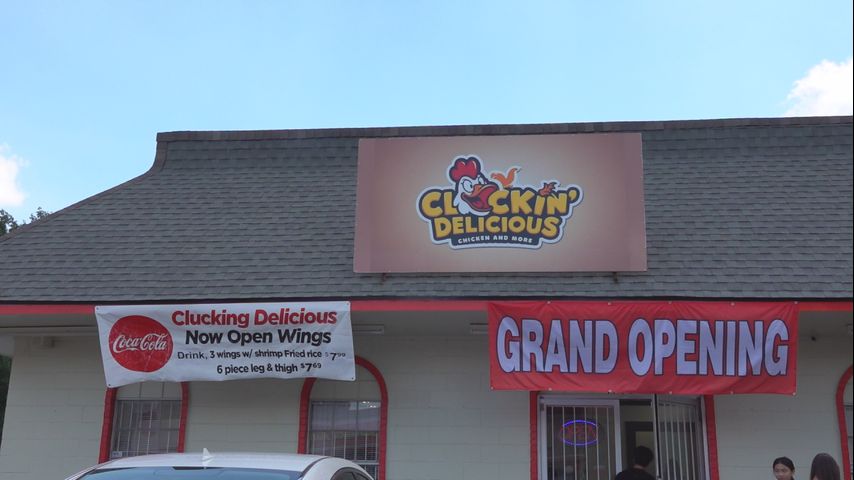 CLUCKIN'
DELICIOUS
CHICKEN AND MORE
Coca-Cola
Clucking Delicious
Now Open Wings
Drink, 3 wings w/ shrimp Fried rice $7.99
6 piece leg & thigh $7.69
GRAND OPENING